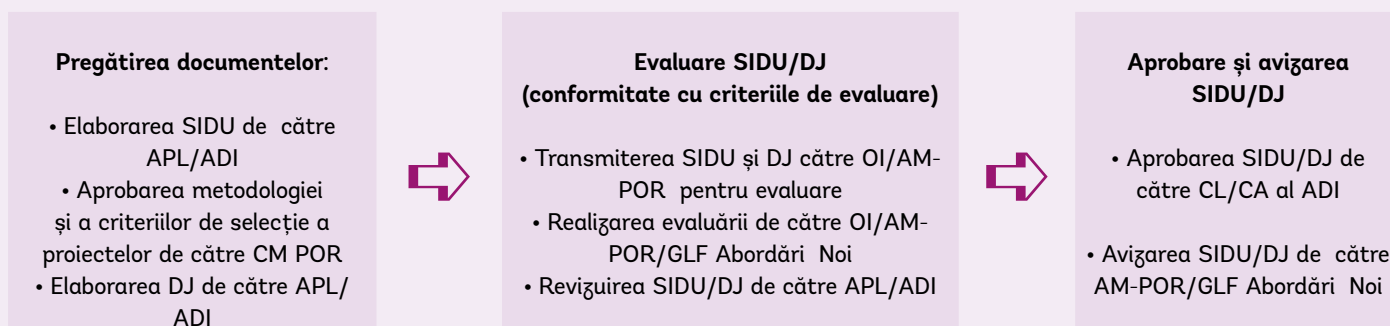 Pregătirea documentelor:
• Elaborarea SIDU de către
APL/ADI
• Aprobarea metodologiei
și a criteriilor de selecție a
proiectelor de către CM POR
• Elaborarea DJ de către APL/
ADI
Evaluare SIDU/DJ
(conformitate cu criteriile de evaluare)
• Transmiterea SIDU și DJ către OI/AM-
POR pentru evaluare
• Realizarea evaluării de către OI/AM-
POR/GLF Abordări Noi
• Revizuirea SIDU/DJ de către APL/ADI
Aprobare și avizarea
SIDU/DJ
• Aprobarea SIDU/DJ de
către CL/CA al ADI
• Avizarea SIDU/DJ de către
AM-POR/GLF Abordări Noi